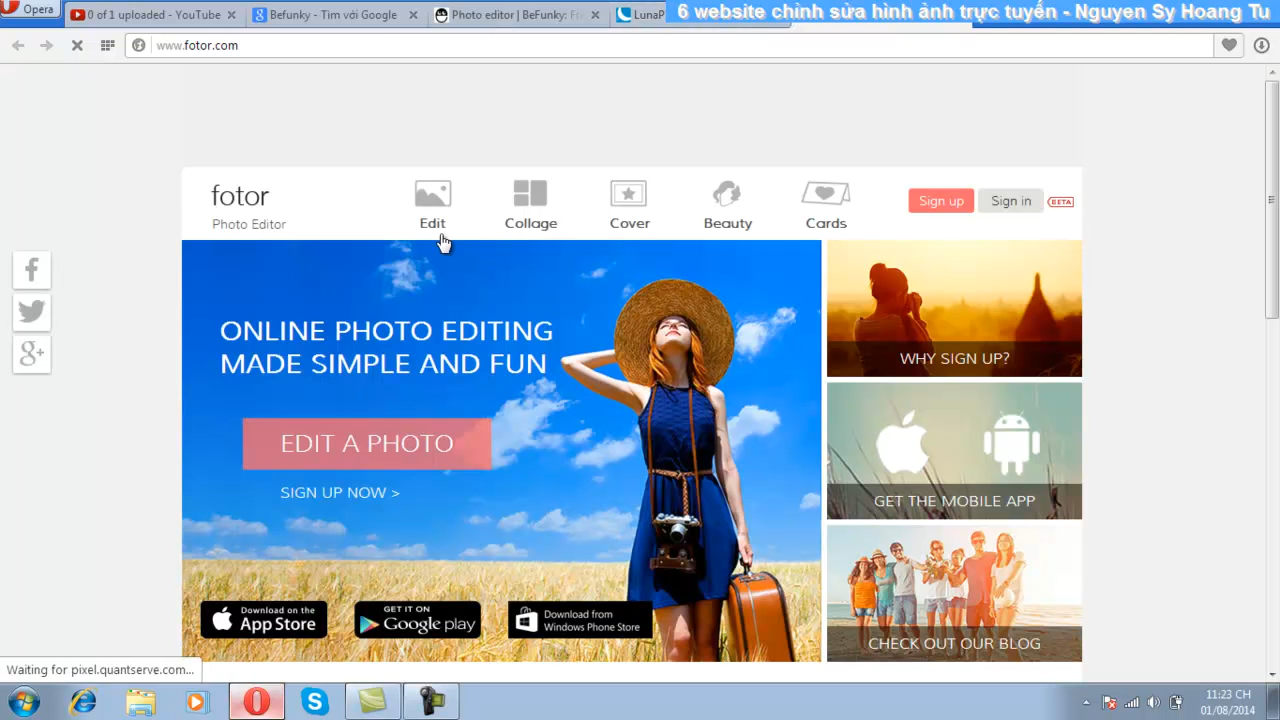 Opera
0 of 1 uploaded - YouTube
Befunky - Tìm với Google
Photo editor | BeFunky: Fr
LunaP
6 website chỉnh sửa hình ảnh trực tuyến - Nguyen Sy Hoang Tu
www.fotor.com
fotor
Photo Editor
Edit
Collage
Cover
Beauty
Cards
Sign up
Sign in
BETA
ONLINE PHOTO EDITING
MADE SIMPLE AND FUN
EDIT A PHOTO
SIGN UP NOW >
Download on the
App Store
GET IT ON
Google play
Download from
Windows Phone Store
WHY SIGN UP?
GET THE MOBILE APP
CHECK OUT OUR BLOG
Waiting for pixel.quantserve.com...
11:23 CH
01/08/2014